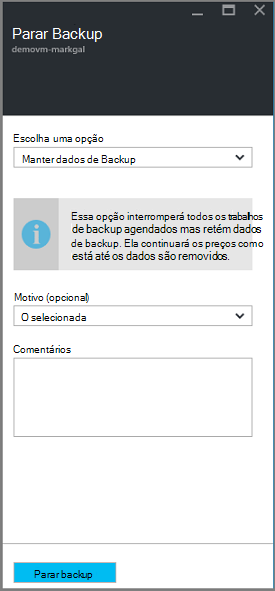 Parar Backup
demovm-markgal
Escolha uma opção
Manter dados de Backup
Essa opção interromperá todos os trabalhos
de backup agendados mas retém dados
de backup. Ela continuará os preços como
está até os dados são removidos.
Motivo (opcional)
O selecionada
Comentários
Parar backup